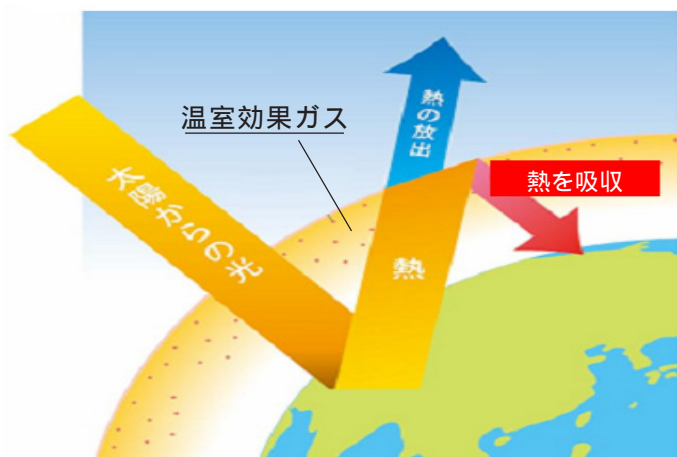 熱の放出
温室効果ガス
熱を吸収
太陽からの光
熱